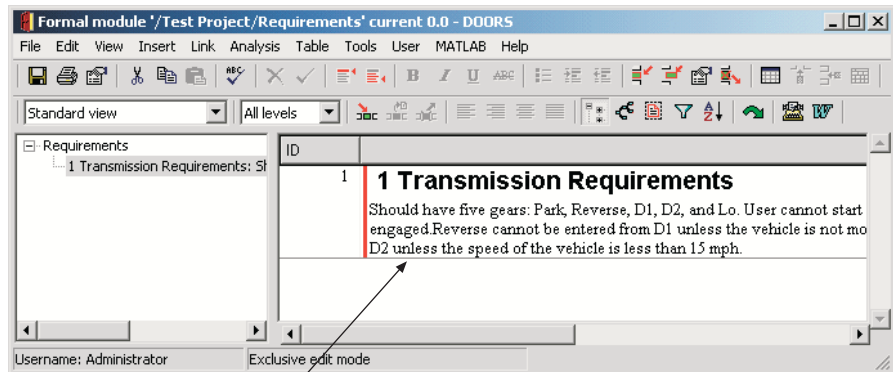 Formal module '/Test Project/Requirements' current 0.0 - DOORS
File Edit View Insert Link Analysis Table Tools User MATLAB Help
ABC B I U ABC
Standard view All levels W
Requirements
1 Transmission Requirements: Sh
ID
1 1 Transmission Requirements
Should have five gears: Park, Reverse, D1, D2, and Lo. User cannot start
engaged.Reverse cannot be entered from D1 unless the vehicle is not mo
D2 unless the speed of the vehicle is less than 15 mph.
Username: Administrator Exclusive edit mode